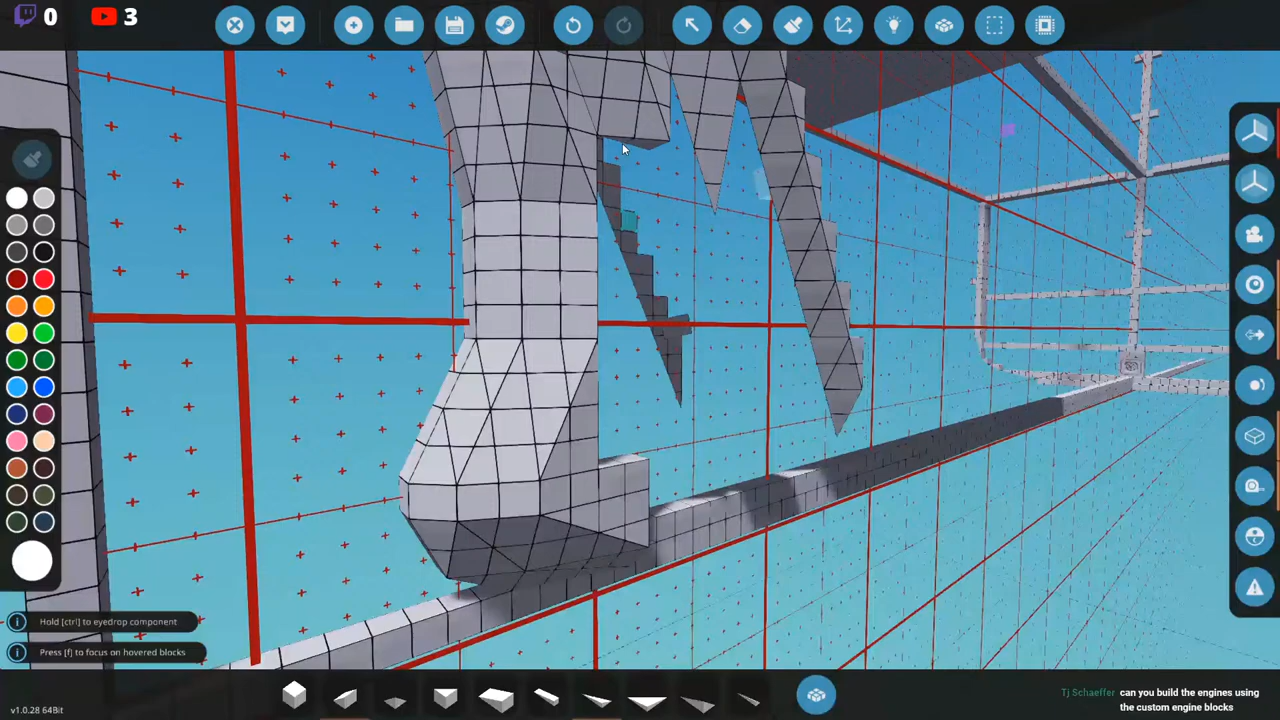 0
3
Hold [ctrl] to eyedrop component
Press [f] to focus on hovered blocks
v1.0.28 64Bit
Tj Schaeffer can you build the engines using
the custom engine blocks